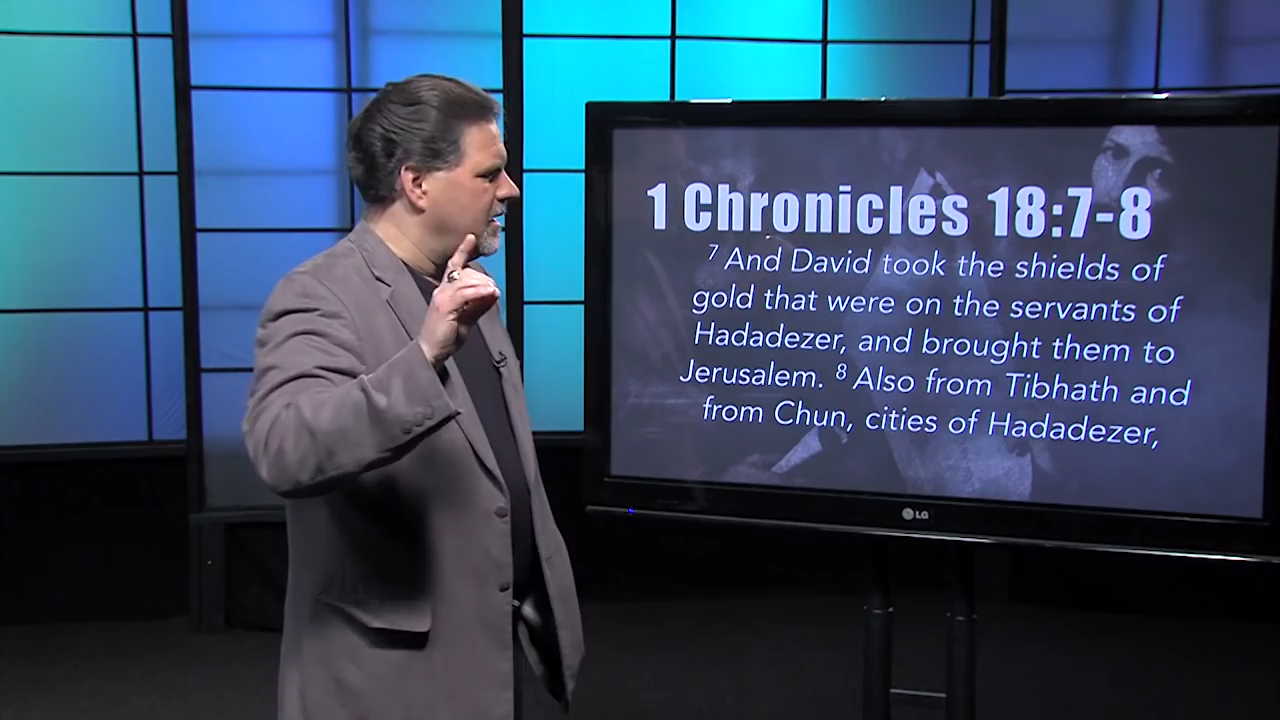 1 Chronicles 18:7-8
7 And David took the shields of
gold that were on the servants of
Hadadezer, and brought them to
Jerusalem. 8 Also from Tibhath and
from Chun, cities of Hadadezer,
LG